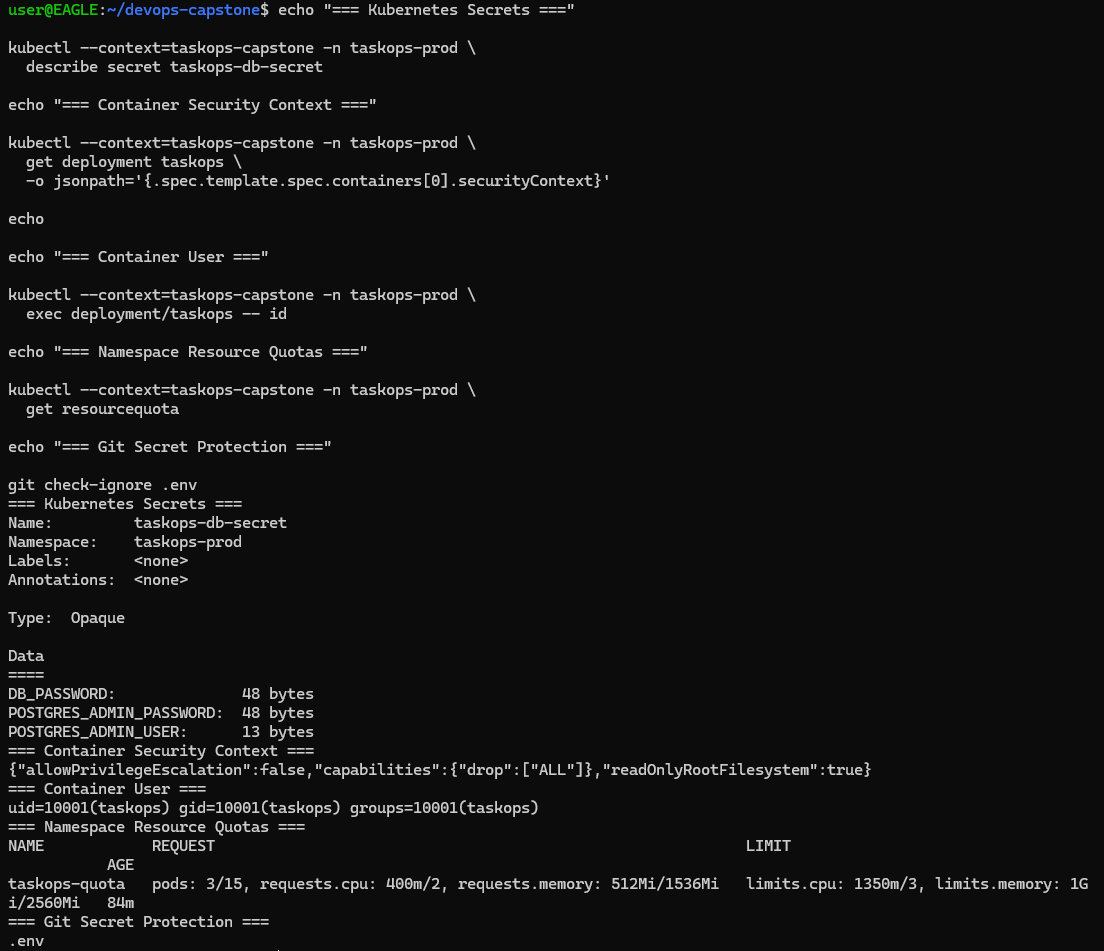 user@EAGLE:~/devops-capstone$ echo "=== Kubernetes Secrets ==="
kubectl --context=taskops-capstone -n taskops-prod \
describe secret taskops-db-secret
echo "=== Container Security Context ==="
kubectl --context=taskops-capstone -n taskops-prod \
get deployment taskops \
-o jsonpath='{.spec.template.spec.containers[0].securityContext}'
echo
echo "=== Container User ==="
kubectl --context=taskops-capstone -n taskops-prod \
exec deployment/taskops -- id
echo "=== Namespace Resource Quotas ==="
kubectl --context=taskops-capstone -n taskops-prod \
get resourcequota
echo "=== Git Secret Protection ==="
git check-ignore .env
=== Kubernetes Secrets ===
Name:         taskops-db-secret
Namespace:    taskops-prod
Labels:       <none>
Annotations:  <none>
Type:  Opaque
Data
====
DB_PASSWORD:              48 bytes
POSTGRES_ADMIN_PASSWORD:  48 bytes
POSTGRES_ADMIN_USER:      13 bytes
=== Container Security Context ===
{"allowPrivilegeEscalation":false,"capabilities":{"drop":["ALL"]},"readOnlyRootFilesystem":true}
=== Container User ===
uid=10001(taskops) gid=10001(taskops) groups=10001(taskops)
=== Namespace Resource Quotas ===
NAME            REQUEST                                                           LIMIT
AGE
taskops-quota   pods: 3/15, requests.cpu: 400m/2, requests.memory: 512Mi/1536Mi   limits.cpu: 1350m/3, limits.memory: 1G
i/2560Mi   84m
=== Git Secret Protection ===
.env